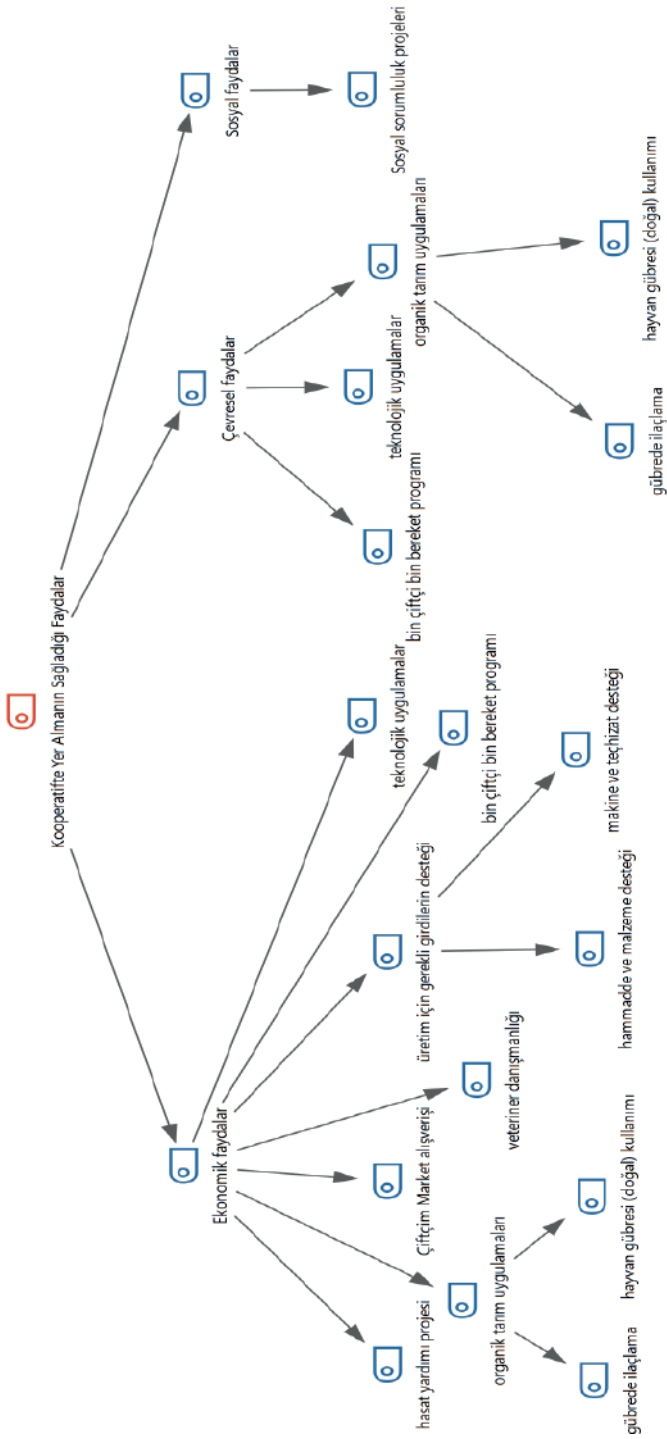 Kooperatifte Yer Almanın Sağladığı Faydalar
Ekonomik faydalar
Çevresel faydalar
Sosyal faydalar
hasat yardımı projesi
organik tarım uygulamaları
Çiftçim Market alışverişi
veteriner danışmanlığı
üretim için gerekli girdilerin desteği
bin çiftçi bin bereket programı
teknolojik uygulamalar
bin çiftçi bin bereket programı
teknolojik uygulamalar
organik tarım uygulamaları
Sosyal sorumluluk projeleri
gübrede ilaçlama
hayvan gübresi (doğal) kullanımı
hammadde ve malzeme desteği
makine ve teçhizat desteği
gübrede ilaçlama
hayvan gübresi (doğal) kullanımı